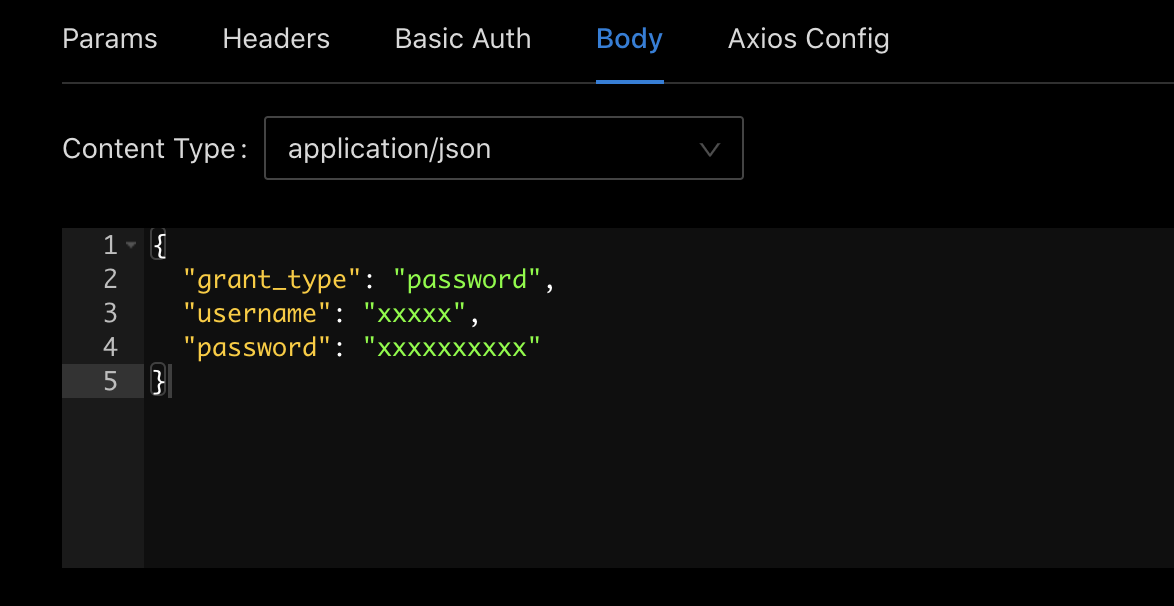 Params Headers Basic Auth Body Axios Config
Content Type: application/json
1 {
2 "grant_type": "password",
3 "username": "xxxxx",
4 "password": "xxxxxxxxxx"
5 }